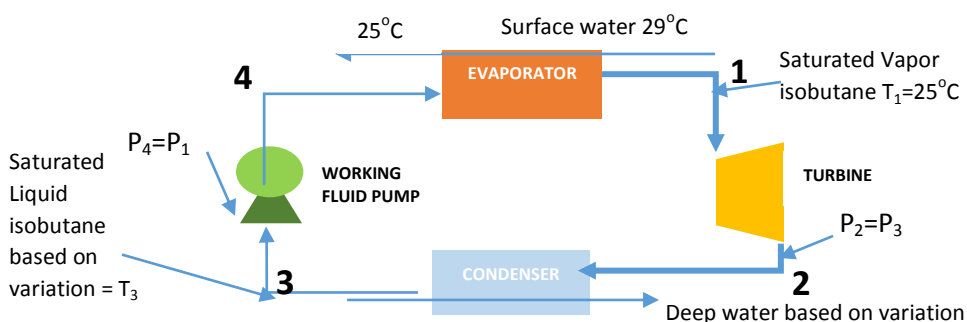 25°C
Surface water 29°C
EVAPORATOR
1
Saturated Vapor
isobutane T₁=25°C
4
P₄=P₁
Saturated
Liquid
isobutane
based on
variation = T₃
WORKING
FLUID PUMP
TURBINE
P₂=P₃
CONDENSER
3
2
Deep water based on variation